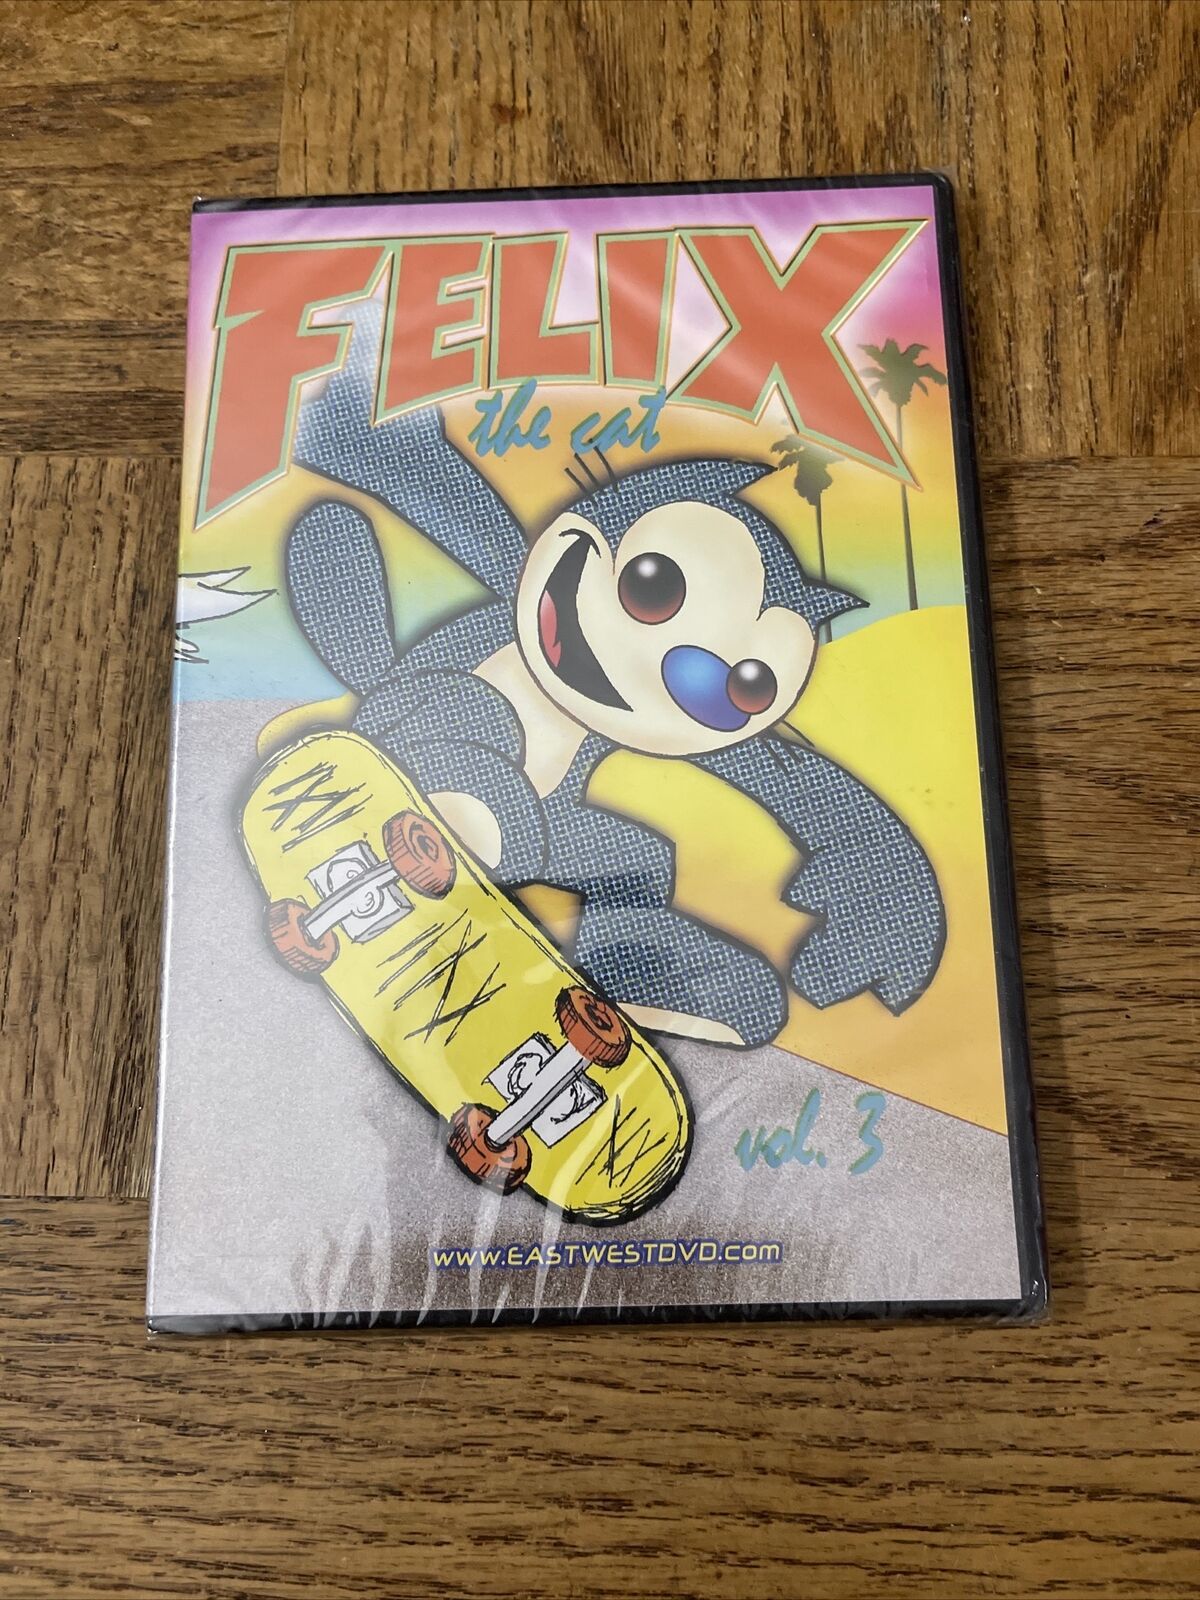 FELIX
the cat
vol. 3
www.EASTWESTDVD.com